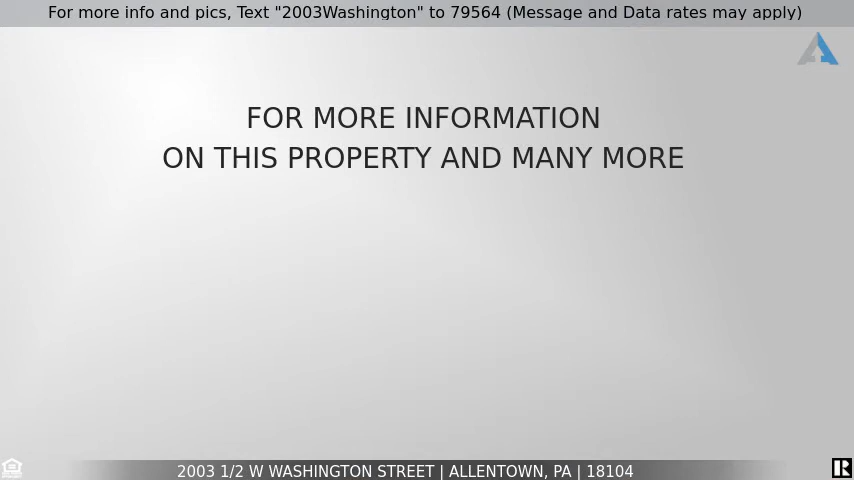 For more info and pics, Text "2003Washington" to 79564 (Message and Data rates may apply)
FOR MORE INFORMATION
ON THIS PROPERTY AND MANY MORE
2003 1/2 W WASHINGTON STREET | ALLENTOWN, PA | 18104